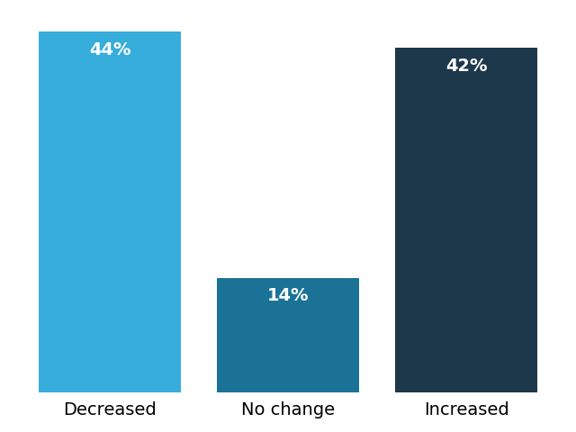 44%
42%
14%
Decreased
No change
Increased